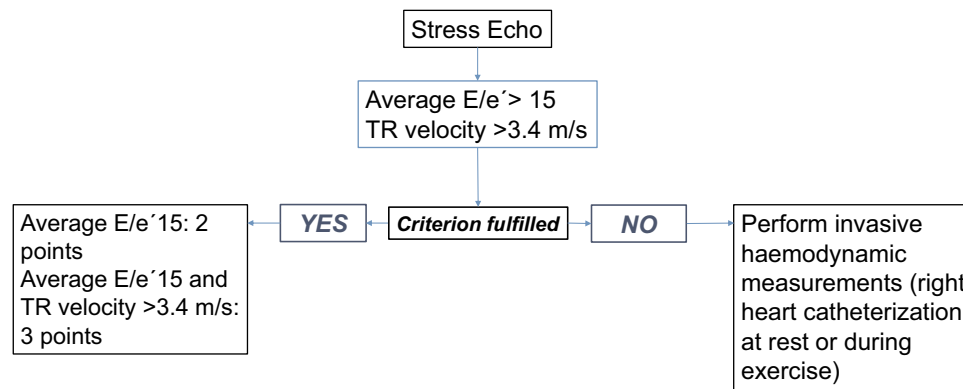 Stress Echo
Average E/e´> 15
TR velocity >3.4 m/s
Criterion fulfilled
YES
NO
Average E/e´15: 2
points
Average E/e´15 and
TR velocity >3.4 m/s:
3 points
Perform invasive
haemodynamic
measurements (right
heart catheterization
at rest or during
exercise)